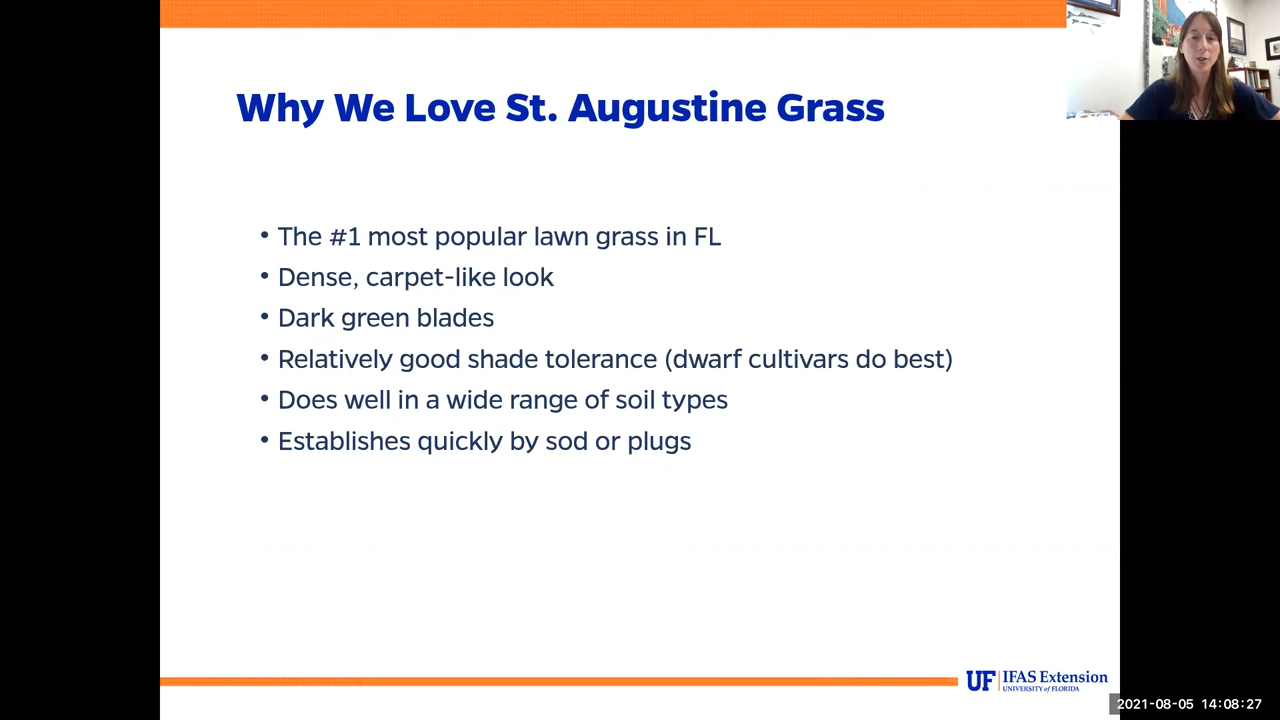 Why We Love St. Augustine Grass
• The #1 most popular lawn grass in FL
• Dense, carpet-like look
• Dark green blades
• Relatively good shade tolerance (dwarf cultivars do best)
• Does well in a wide range of soil types
• Establishes quickly by sod or plugs
UF IFAS Extension
UNIVERSITY of FLORIDA
2021-08-05 14:08:27